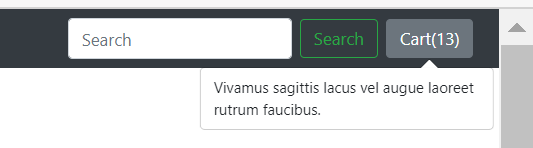 Search Search Cart(13)
Vivamus sagittis lacus vel augue laoreet
rutrum faucibus.